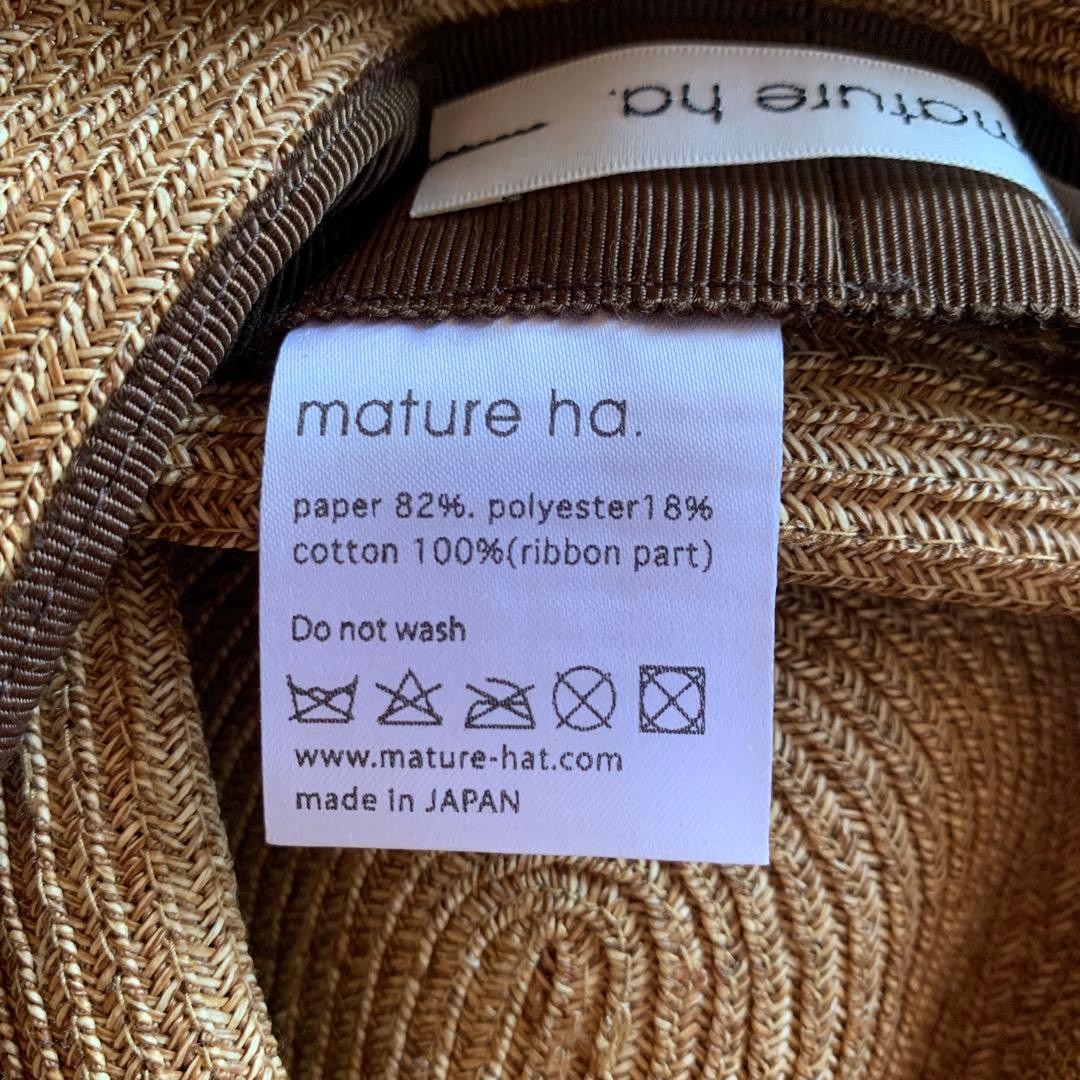 mature ha.
mature ha.
paper 82%. polyester18%
cotton 100%(ribbon part)
Do not wash
www.mature-hat.com
made in JAPAN